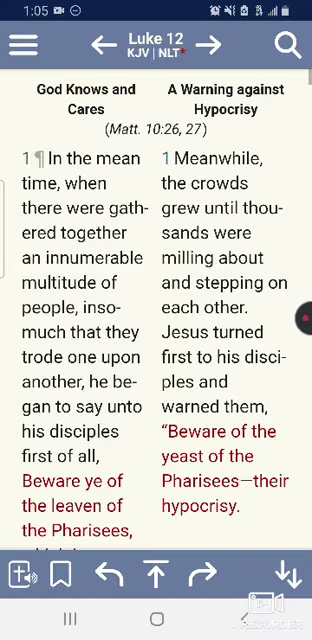 1:05
Luke 12
KJV | NLT*
God Knows and
Cares
A Warning against
Hypocrisy
(Matt. 10:26, 27)
1 ¶ In the mean
time, when
there were gath-
ered together
an innumerable
multitude of
people, inso-
much that they
trode one upon
another, he be-
gan to say unto
his disciples
first of all,
Beware ye of
the leaven of
the Pharisees,
1 Meanwhile,
the crowds
grew until thou-
sands were
milling about
and stepping on
each other.
Jesus turned
first to his disci-
ples and
warned them,
“Beware of the
yeast of the
Pharisees—their
hypocrisy.